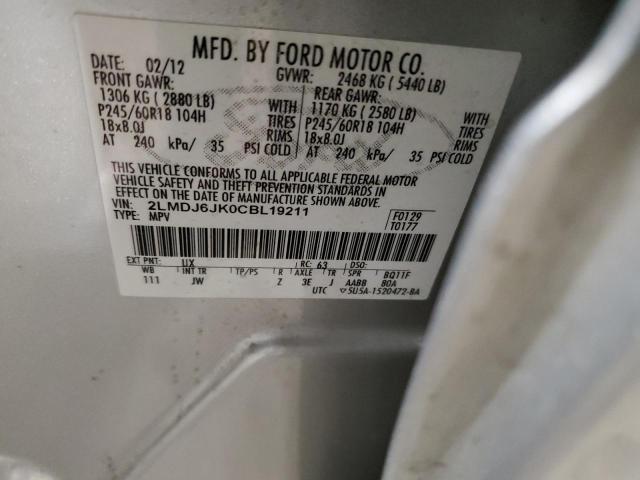 MFD. BY FORD MOTOR CO.
DATE: 02/12 GVWR: 2468 KG ( 5440 LB)
FRONT GAWR: REAR GAWR:
1306 KG ( 2880 LB) WITH 1170 KG ( 2580 LB) WITH
P245/60R18 104H TIRES P245/60R18 104H TIRES
18x8.0J RIMS 18x8.0J RIMS
AT 240 kPa/ 35 PSI COLD AT 240 kPa/ 35 PSI COLD
THIS VEHICLE CONFORMS TO ALL APPLICABLE FEDERAL MOTOR
VEHICLE SAFETY AND THEFT PREVENTION STANDARDS IN
EFFECT ON THE DATE OF MANUFACTURE SHOWN ABOVE.
VIN: 2LMDJ6JK0CBL19211 F0129
TYPE: MPV T0177
EXT PNT: UX RC: 63 DSO:
WB INT TR TP/PS R AXLE TR SPR BQ11F
111 JW Z 3E J AABB 80A
UTC ▽5U5A-1520472-BA